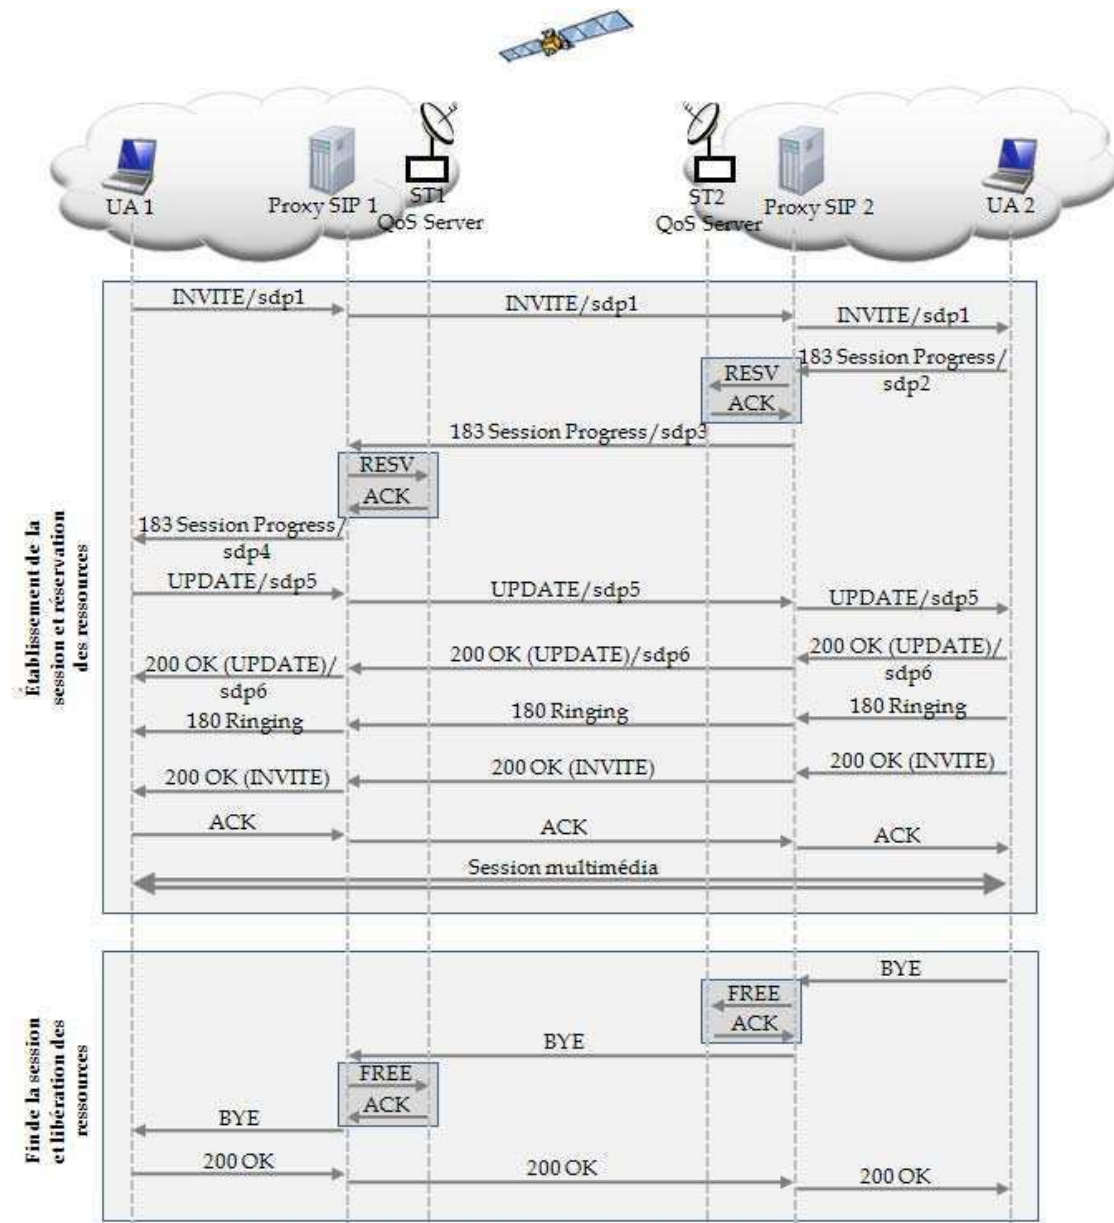 UA 1
Proxy SIP 1
ST1
QoS Server
ST2
QoS Server
Proxy SIP 2
UA 2
Établissement de la
session et réservation
des ressources
INVITE/sdp1
INVITE/sdp1
INVITE/sdp1
183 Session Progress/
sdp2
RESV
ACK
183 Session Progress/sdp3
RESV
ACK
183 Session Progress/
sdp4
UPDATE/sdp5
UPDATE/sdp5
UPDATE/sdp5
200 OK (UPDATE)/
sdp6
200 OK (UPDATE)/sdp6
200 OK (UPDATE)/
sdp6
180 Ringing
180 Ringing
180 Ringing
200 OK (INVITE)
200 OK (INVITE)
200 OK (INVITE)
ACK
ACK
ACK
Session multimédia
Fin de la session
et libération des
ressources
BYE
FREE
ACK
BYE
FREE
ACK
BYE
200 OK
200 OK
200 OK